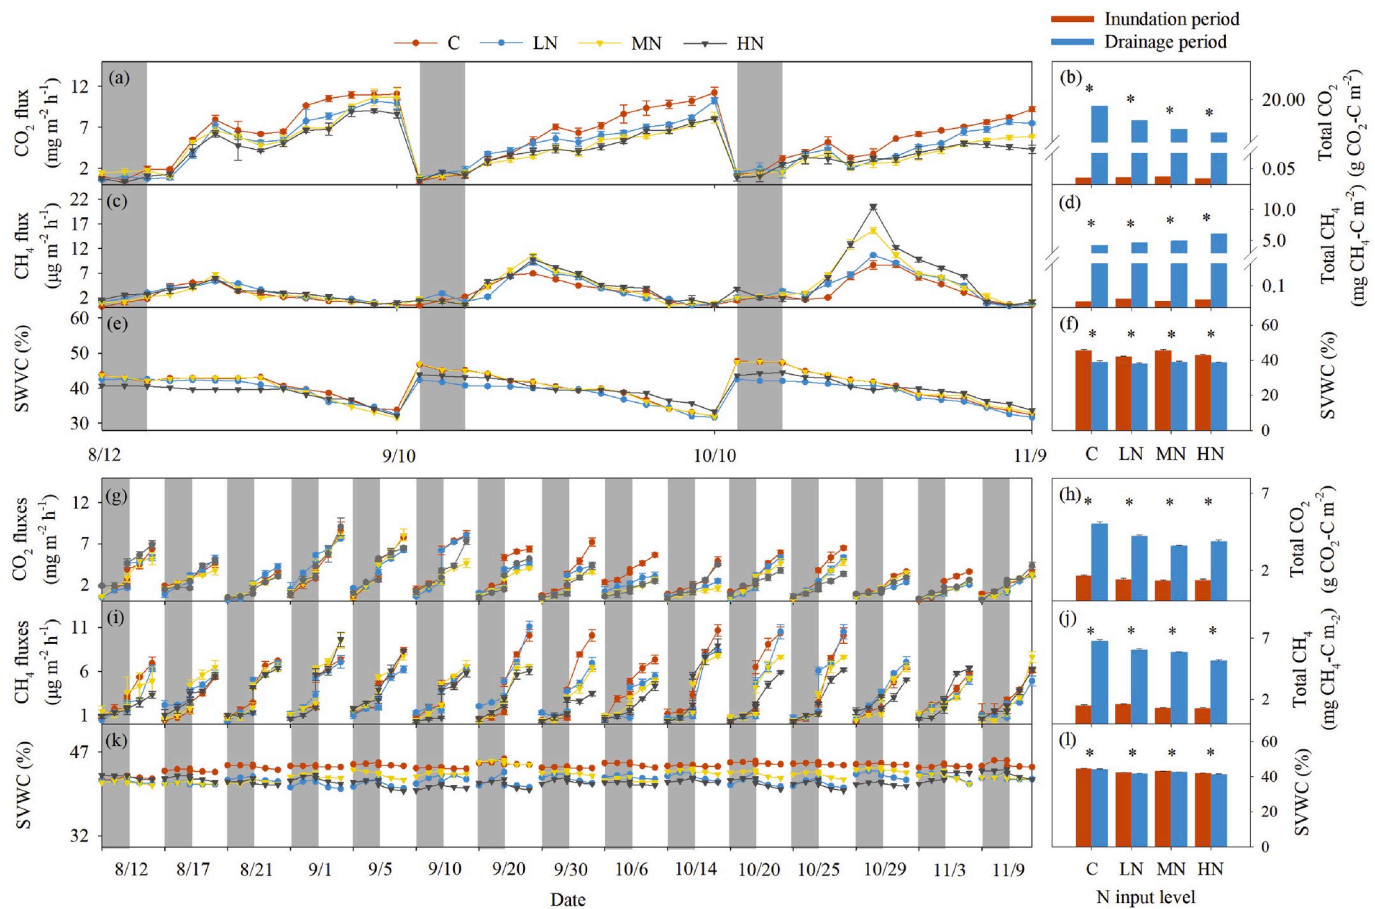 Inundation period
Drainage period
C LN MN HN
(a)
12
7
2
CO2 flux
(mg m-2 h-1)
(b)
* * * *
20.00
0.05
Total CO2
(g CO2-C m-2)
(c)
22
17
12
7
2
CH4 flux
(µg m-2 h-1)
(d)
* * * *
10.0
5.0
0.1
Total CH4
(mg CH4-C m-2)
(e)
60
50
40
30
SVWC (%)
(f)
* * * *
60
40
20
0
SVWC (%)
8/12 9/10 10/10 11/9
C LN MN HN
(g)
12
7
2
CO2 fluxes
(mg m-2 h-1)
(h)
* * * *
7
2
Total CO2
(g CO2-C m-2)
(i)
11
6
1
CH4 fluxes
(µg m-2 h-1)
(j)
* * * *
7
2
Total CH4
(mg CH4-C m-2)
(k)
47
32
SVWC (%)
(l)
* * * *
60
40
20
0
SVWC (%)
8/12 8/17 8/21 9/1 9/5 9/10 9/20 9/30 10/6 10/14 10/20 10/25 10/29 11/3 11/9
C LN MN HN
Date
N input level